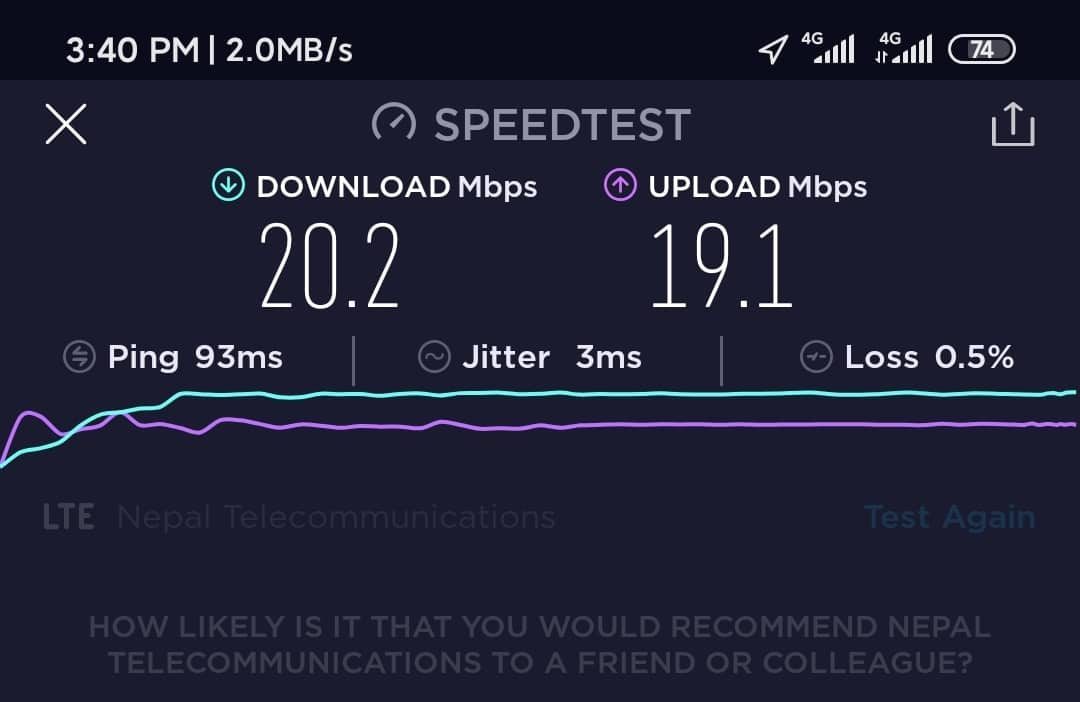 3:40 PM | 2.0MB/s 4G 4G 74
SPEEDTEST
DOWNLOAD Mbps UPLOAD Mbps
20.2 19.1
Ping 93ms Jitter 3ms Loss 0.5%
LTE Nepal Telecommunications Test Again
HOW LIKELY IS IT THAT YOU WOULD RECOMMEND NEPAL
TELECOMMUNICATIONS TO A FRIEND OR COLLEAGUE?